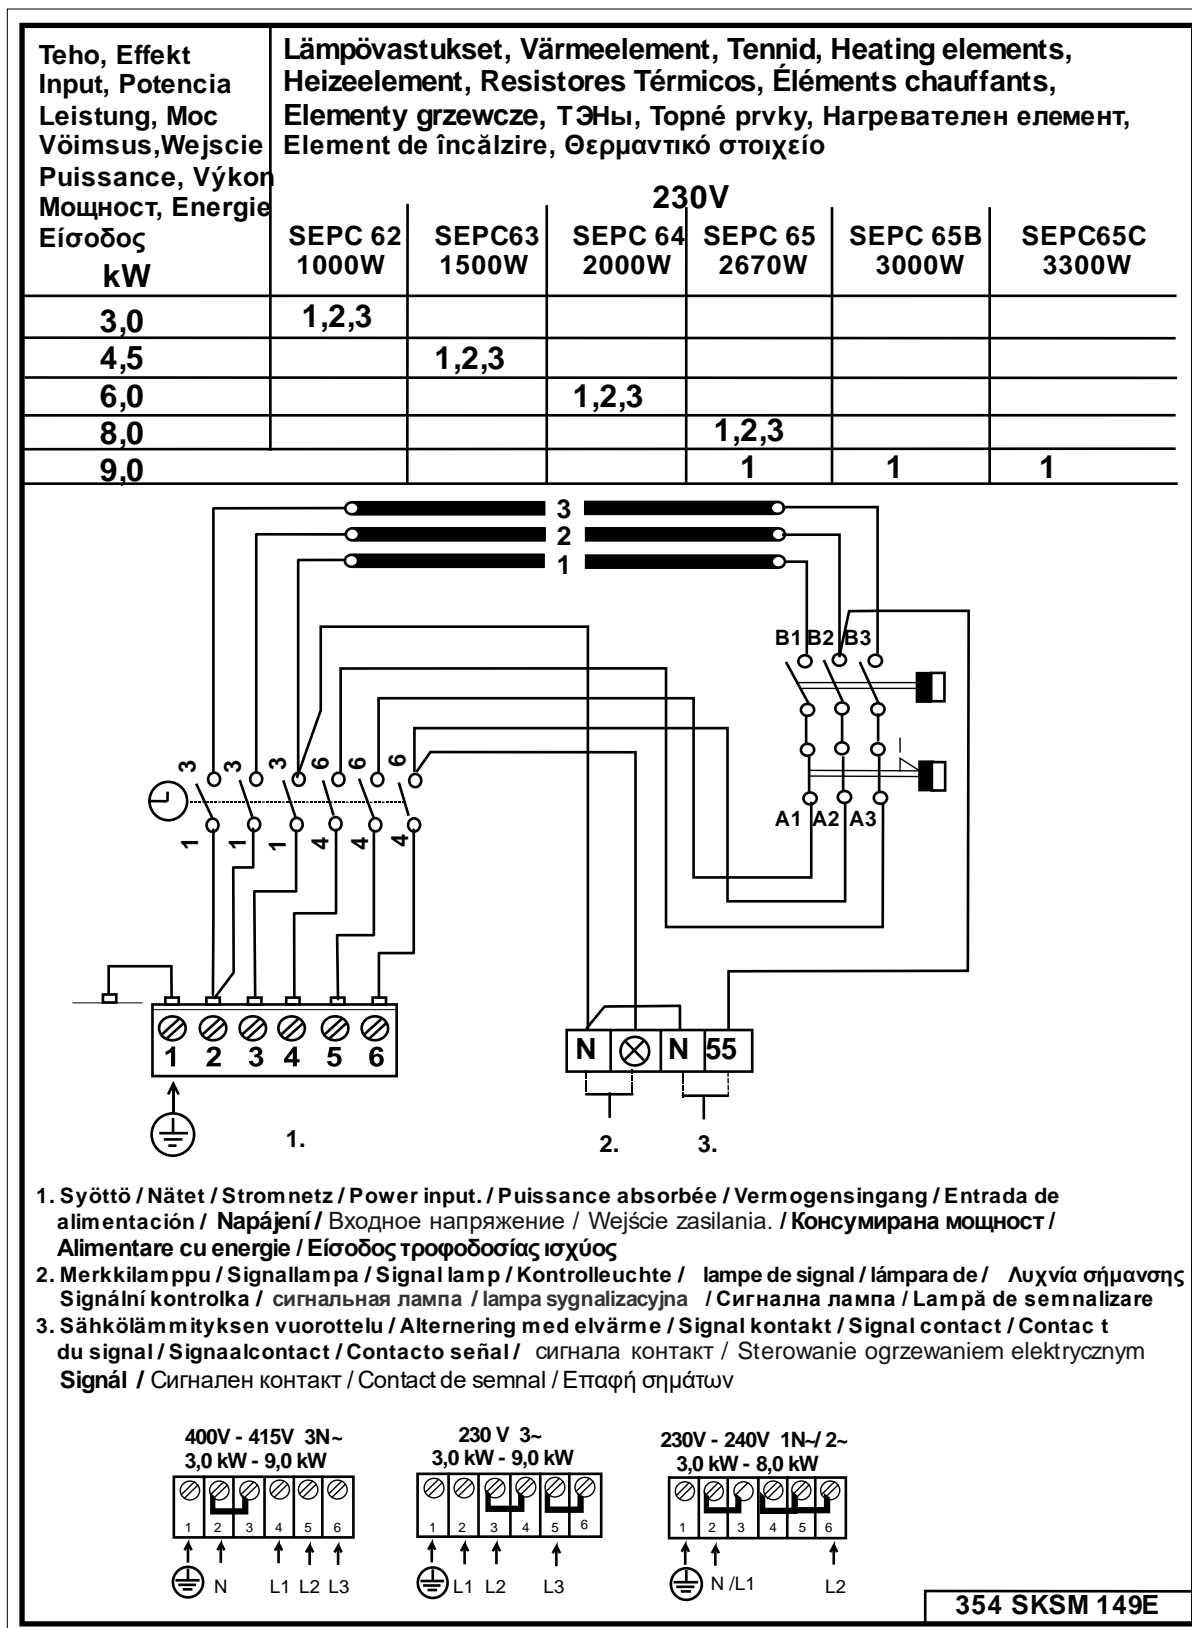 Teho, Effekt
Input, Potencia
Leistung, Moc
Vöimsus,Wejscie
Puissance, Výkon
Мощност, Energie
Είσοδος
kW
Lämpövastukset, Värmeelement, Tennid, Heating elements,
Heizeelement, Resistores Térmicos, Éléments chauffants,
Elementy grzewcze, ТЭНы, Topné prvky, Нагревателен елемент,
Element de încălzire, Θερμαντικό στοιχείο
230V
SEPC 62 SEPC63 SEPC 64 SEPC 65 SEPC 65B SEPC65C
1000W 1500W 2000W 2670W 3000W 3300W
3,0 1,2,3
4,5 1,2,3
6,0 1,2,3
8,0 1,2,3
9,0 1 1 1
3
2
1
B1 B2 B3
3 3 3 6 6 6
A1 A2 A3
1 1 1 4 4 4
1 2 3 4 5 6
N N 55
1. 2. 3.
1. Syöttö / Nätet / Stromnetz / Power input. / Puissance absorbée / Vermogensingang / Entrada de
alimentación / Napájení / Входное напряжение / Wejście zasilania. / Консумирана мощност /
Alimentare cu energie / Είσοδος τροφοδοσίας ισχύος
2. Merkkilamppu / Signallampa / Signal lamp / Kontrolleuchte / lampe de signal / lámpara de / Λυχνία σήμανσης
Signální kontrolka / сигнальная лампа / lampa sygnalizacyjna / Сигнална лампа / Lampă de semnalizare
3. Sähkölämmityksen vuorottelu / Alternering med elvärme / Signal kontakt / Signal contact / Contac t
du signal / Signaalcontact / Contacto señal / сигнала контакт / Sterowanie ogrzewaniem elektrycznym
Signál / Сигнален контакт / Contact de semnal / Επαφή σημάτων
400V - 415V 3N~
3,0 kW - 9,0 kW
1 2 3 4 5 6
N L1 L2 L3
230 V 3~
3,0 kW - 9,0 kW
1 2 3 4 5 6
L1 L2 L3
230V - 240V 1N~/ 2~
3,0 kW - 8,0 kW
1 2 3 4 5 6
N /L1 L2
354 SKSM 149E